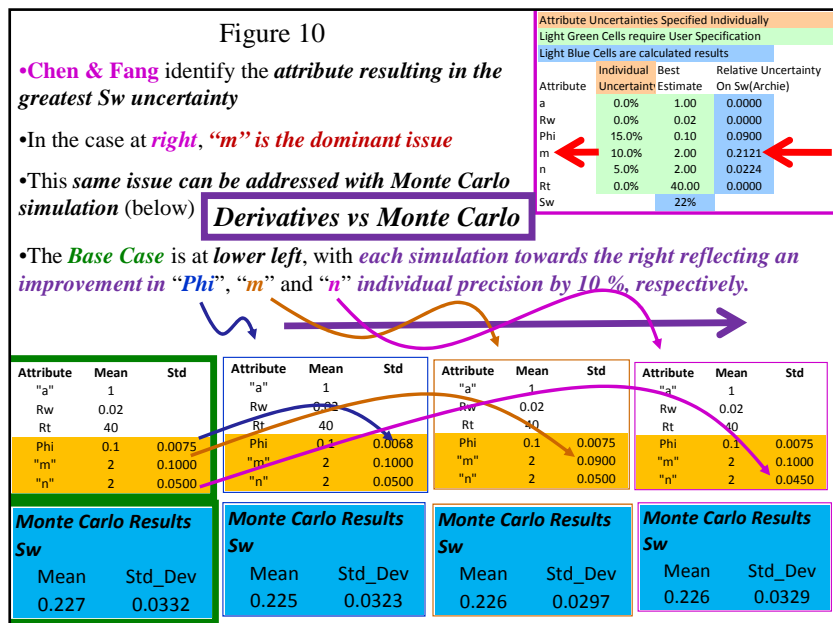 Figure 10
•Chen & Fang identify the attribute resulting in the
greatest Sw uncertainty
•In the case at right, “m” is the dominant issue
•This same issue can be addressed with Monte Carlo
simulation (below)
Derivatives vs Monte Carlo
•The Base Case is at lower left, with each simulation towards the right reflecting an
improvement in “Phi”, “m” and “n” individual precision by 10 %, respectively.
Attribute Uncertainties Specified Individually
Light Green Cells require User Specification
Light Blue Cells are calculated results
Individual Best Relative Uncertainty
Attribute Uncertainty Estimate On Sw(Archie)
a 0.0% 1.00 0.0000
Rw 0.0% 0.02 0.0000
Phi 15.0% 0.10 0.0900
m 10.0% 2.00 0.2121
n 5.0% 2.00 0.0224
Rt 0.0% 40.00 0.0000
Sw 22%
Attribute Mean Std
"a" 1
Rw 0.02
Rt 40
Phi 0.1 0.0075
"m" 2 0.1000
"n" 2 0.0500
Monte Carlo Results
Sw
Mean Std_Dev
0.227 0.0332
Attribute Mean Std
"a" 1
Rw 0.02
Rt 40
Phi 0.1 0.0068
"m" 2 0.1000
"n" 2 0.0500
Monte Carlo Results
Sw
Mean Std_Dev
0.225 0.0323
Attribute Mean Std
"a" 1
Rw 0.02
Rt 40
Phi 0.1 0.0075
"m" 2 0.0900
"n" 2 0.0500
Monte Carlo Results
Sw
Mean Std_Dev
0.226 0.0297
Attribute Mean Std
"a" 1
Rw 0.02
Rt 40
Phi 0.1 0.0075
"m" 2 0.1000
"n" 2 0.0450
Monte Carlo Results
Sw
Mean Std_Dev
0.226 0.0329